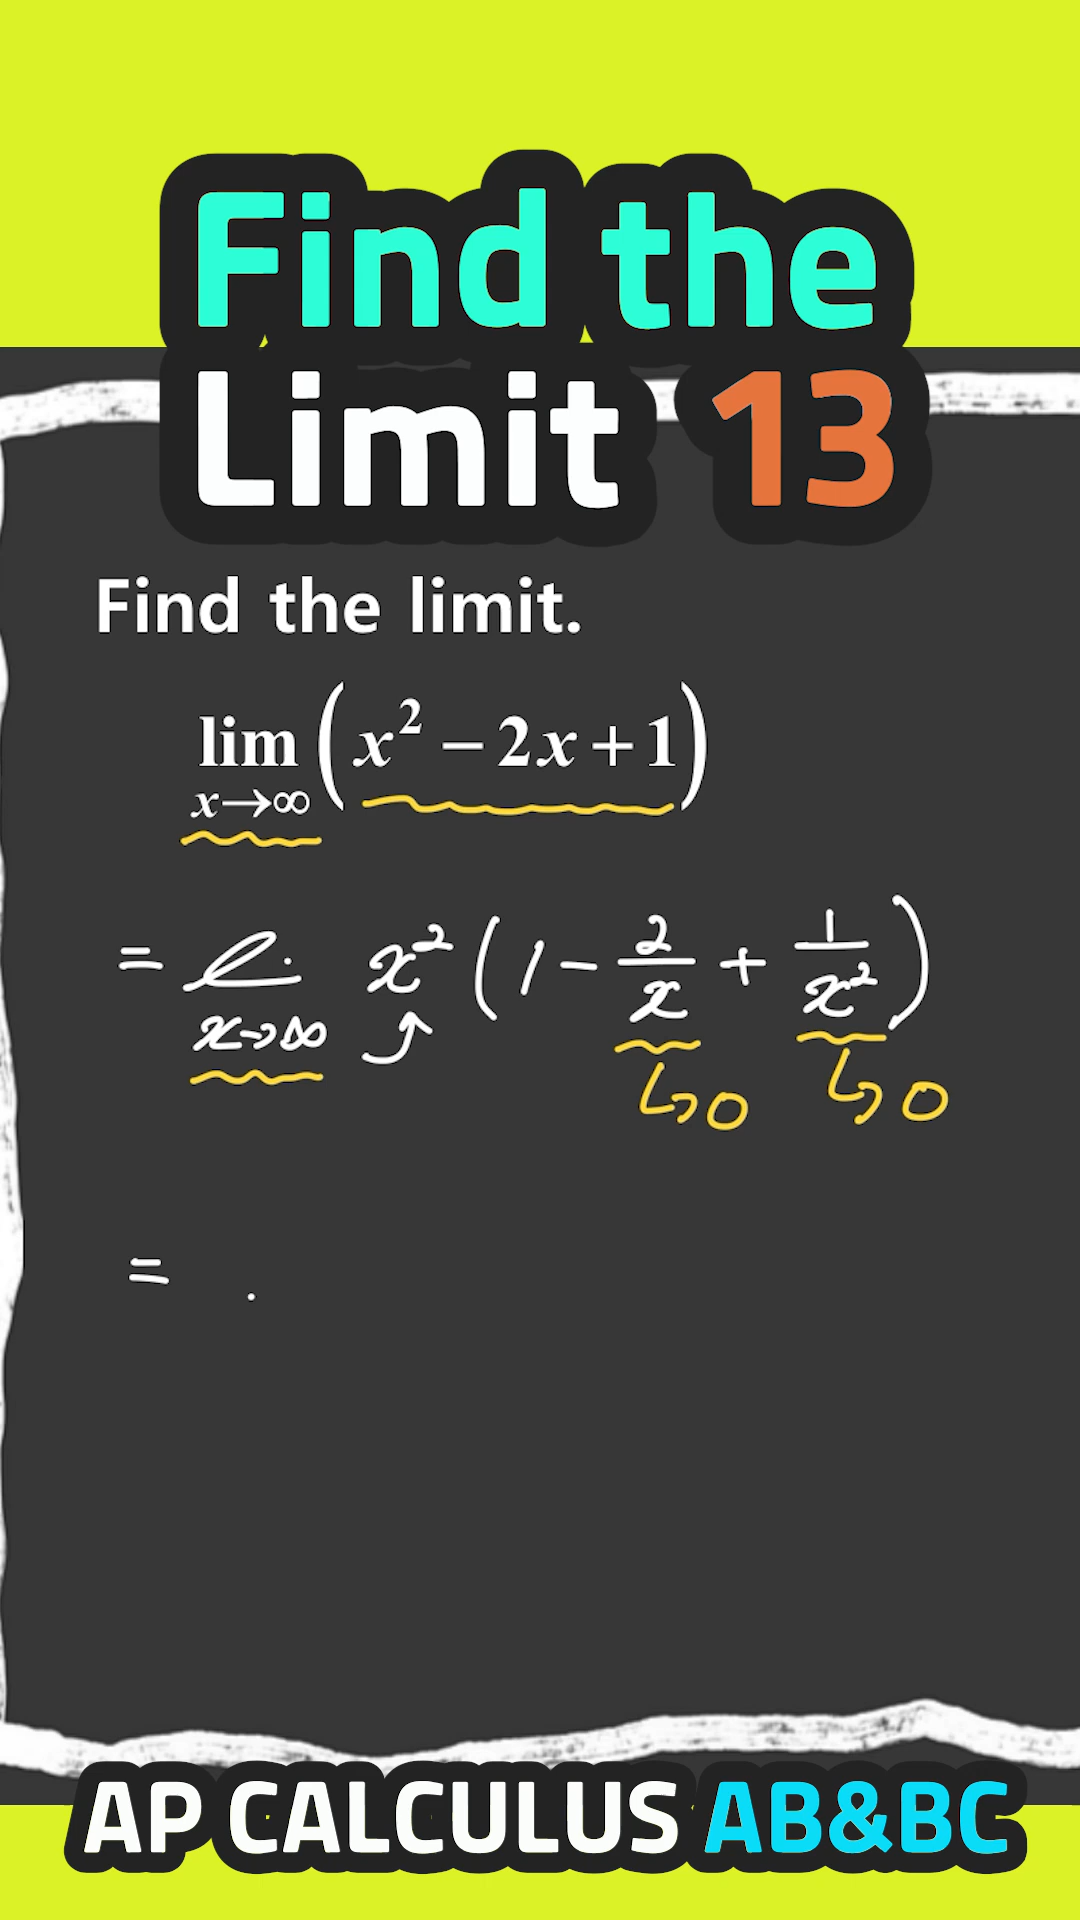 Find the
Limit 13
Find the limit.
lim x→∞ (x² − 2x + 1)
= l. x→∞ x² (1 − 2/x + 1/x²)
↳ 0 ↳ 0
= .
AP CALCULUS AB&BC